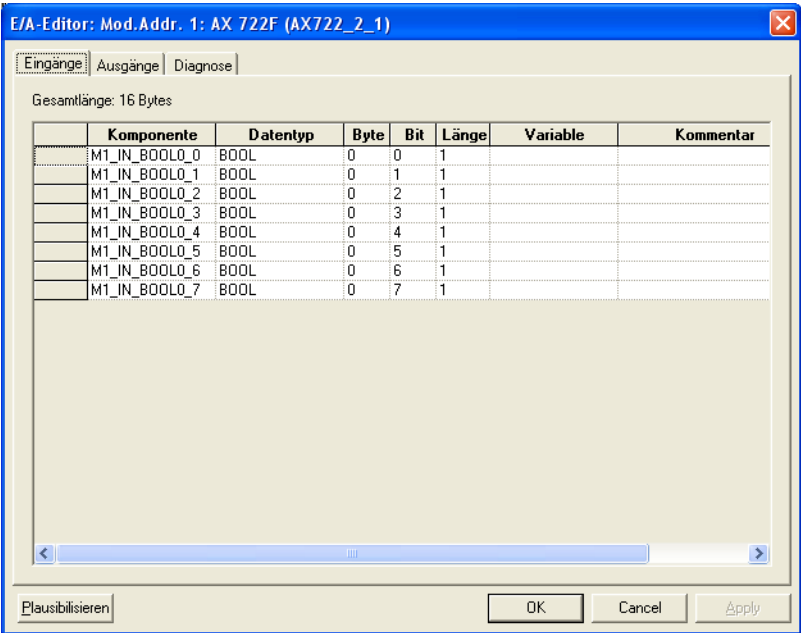 E/A-Editor: Mod.Addr. 1: AX 722F (AX722_2_1)
Eingänge Ausgänge Diagnose
Gesamtlänge: 16 Bytes
Komponente Datentyp Byte Bit Länge Variable Kommentar
M1_IN_BOOL0_0 BOOL 0 0 1
M1_IN_BOOL0_1 BOOL 0 1 1
M1_IN_BOOL0_2 BOOL 0 2 1
M1_IN_BOOL0_3 BOOL 0 3 1
M1_IN_BOOL0_4 BOOL 0 4 1
M1_IN_BOOL0_5 BOOL 0 5 1
M1_IN_BOOL0_6 BOOL 0 6 1
M1_IN_BOOL0_7 BOOL 0 7 1
Plausibilisieren OK Cancel Apply